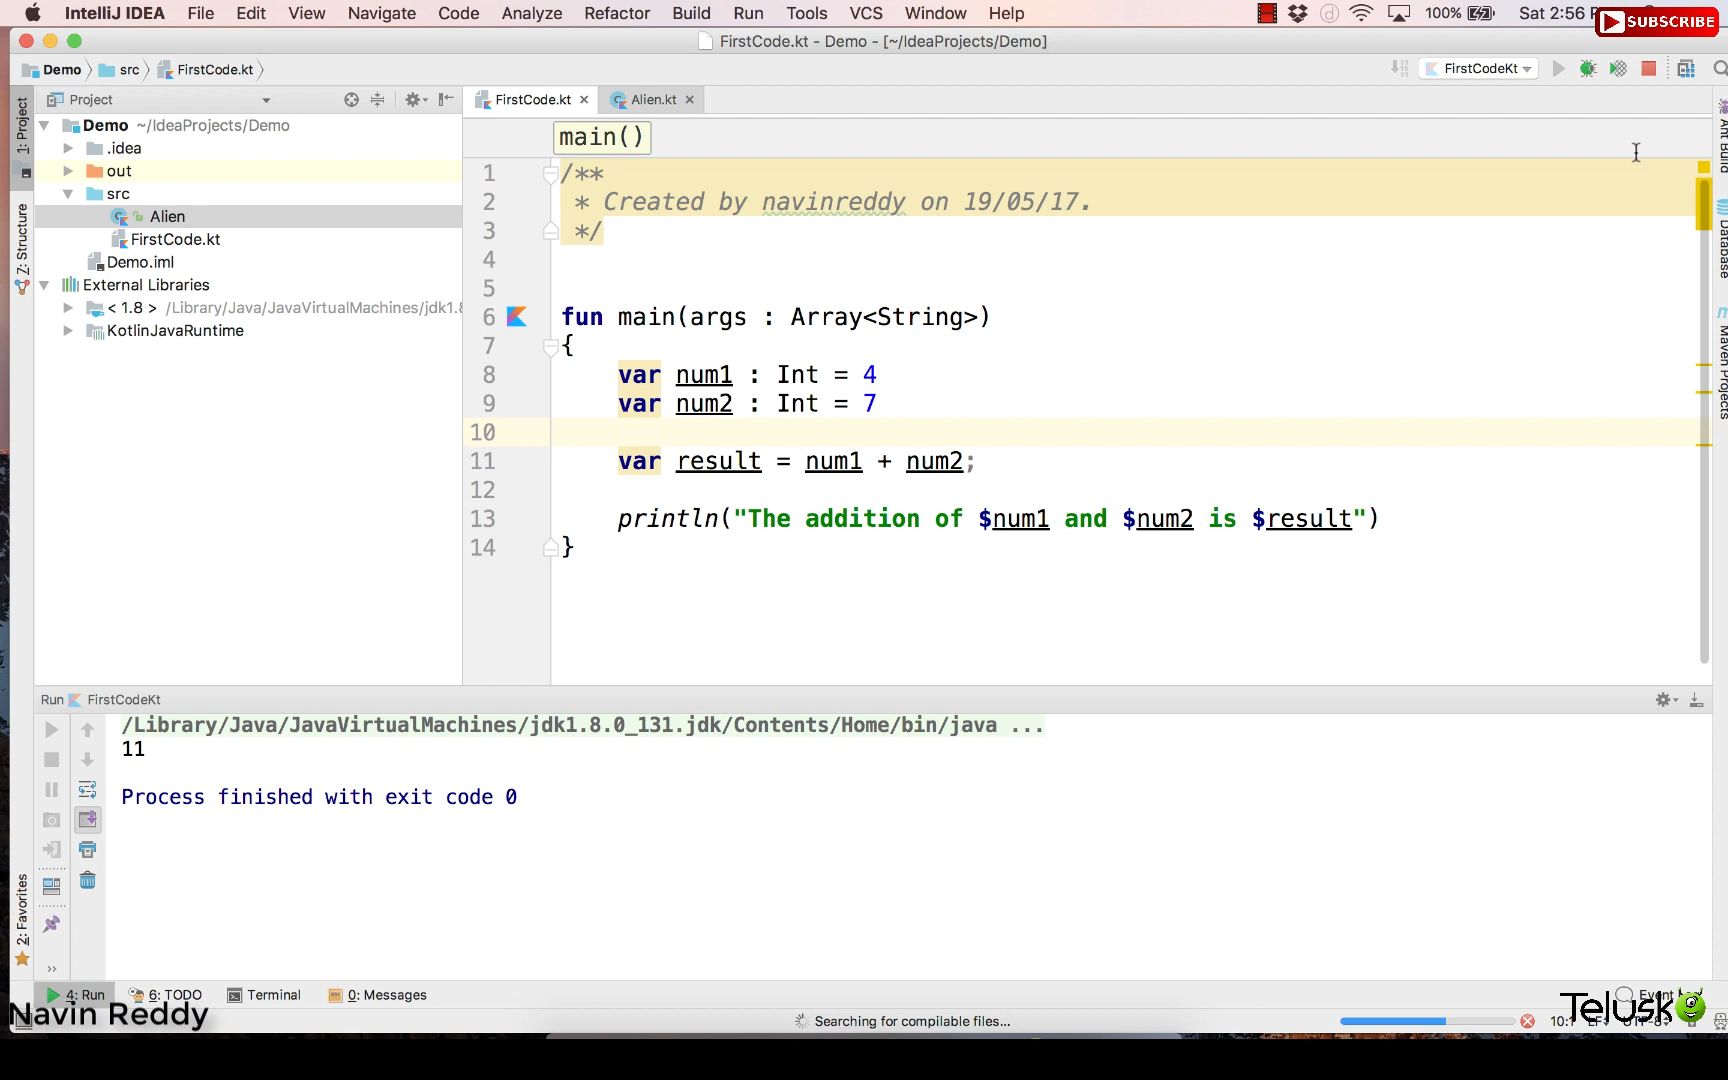 IntelliJ IDEA File Edit View Navigate Code Analyze Refactor Build Run Tools VCS Window Help 100% Sat 2:56
SUBSCRIBE
FirstCode.kt - Demo - [~/IdeaProjects/Demo]
Demo src FirstCode.kt
FirstCodeKt
Project
FirstCode.kt
Alien.kt
1: Project
Z: Structure
2: Favorites
Demo ~/IdeaProjects/Demo
.idea
out
src
Alien
FirstCode.kt
Demo.iml
External Libraries
< 1.8 > /Library/Java/JavaVirtualMachines/jdk1.8
KotlinJavaRuntime
main()
1 /**
2 * Created by navinreddy on 19/05/17.
3 */
4
5
6 fun main(args : Array<String>)
7 {
8 var num1 : Int = 4
9 var num2 : Int = 7
10
11 var result = num1 + num2;
12
13 println("The addition of $num1 and $num2 is $result")
14 }
Ant Build
Database
Maven Projects
Run FirstCodeKt
/Library/Java/JavaVirtualMachines/jdk1.8.0_131.jdk/Contents/Home/bin/java ...
11
Process finished with exit code 0
4: Run 6: TODO Terminal 0: Messages
Event
Navin Reddy
Telusko
Searching for compilable files...
10:1
UTF-8